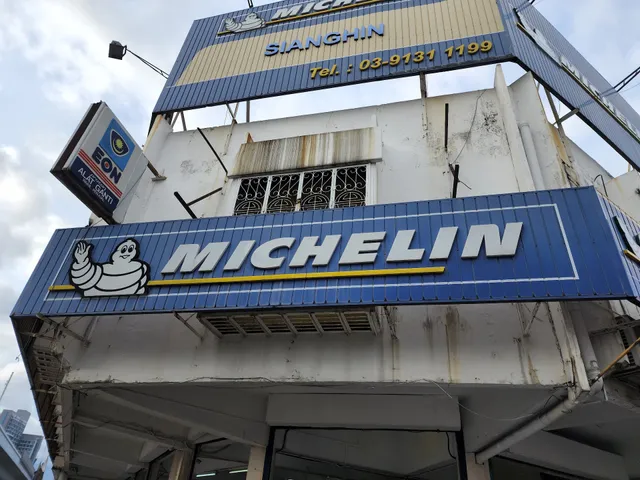 MICHELIN
SIANGHIN
Tel. : 03-9131 1199
EON
ALAT GANTI
MICHELIN